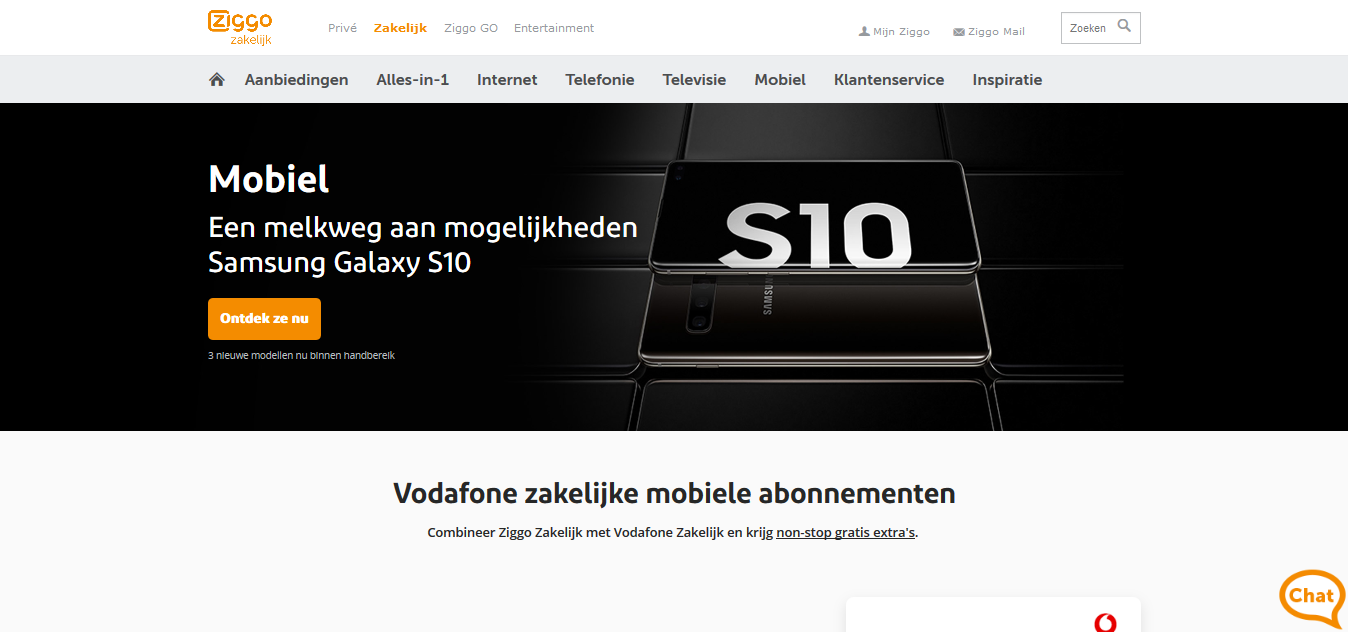 ziggo
zakelijk
Privé Zakelijk Ziggo GO Entertainment
Mijn Ziggo Ziggo Mail Zoeken
Aanbiedingen Alles-in-1 Internet Telefonie Televisie Mobiel Klantenservice Inspiratie
Mobiel
Een melkweg aan mogelijkheden
Samsung Galaxy S10
Ontdek ze nu
3 nieuwe modellen nu binnen handbereik
S10
SAMSUNG
Vodafone zakelijke mobiele abonnementen
Combineer Ziggo Zakelijk met Vodafone Zakelijk en krijg non-stop gratis extra's.
Chat